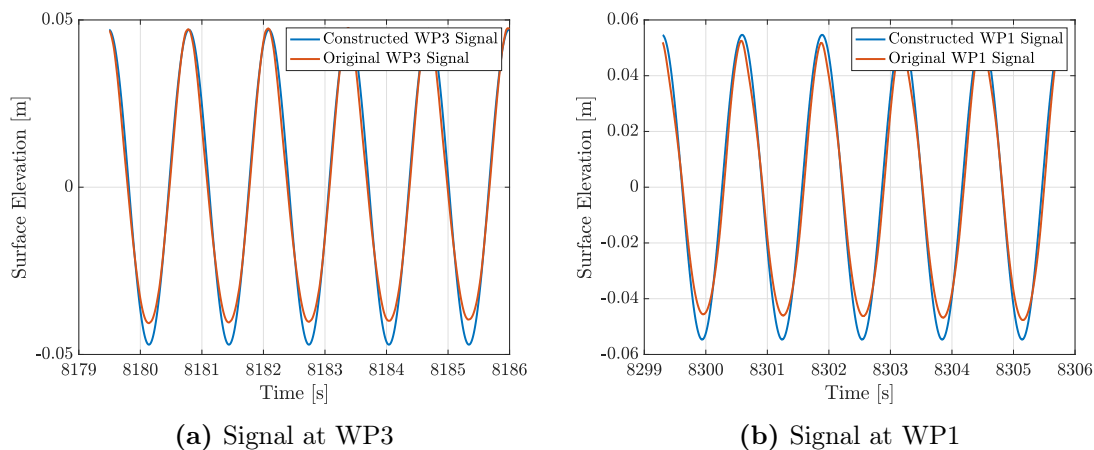 0.05
0
-0.05
Surface Elevation [m]
Constructed WP3 Signal
Original WP3 Signal
8179 8180 8181 8182 8183 8184 8185 8186
Time [s]
(a) Signal at WP3
0.06
0.04
0.02
0
-0.02
-0.04
-0.06
Surface Elevation [m]
Constructed WP1 Signal
Original WP1 Signal
8299 8300 8301 8302 8303 8304 8305 8306
Time [s]
(b) Signal at WP1